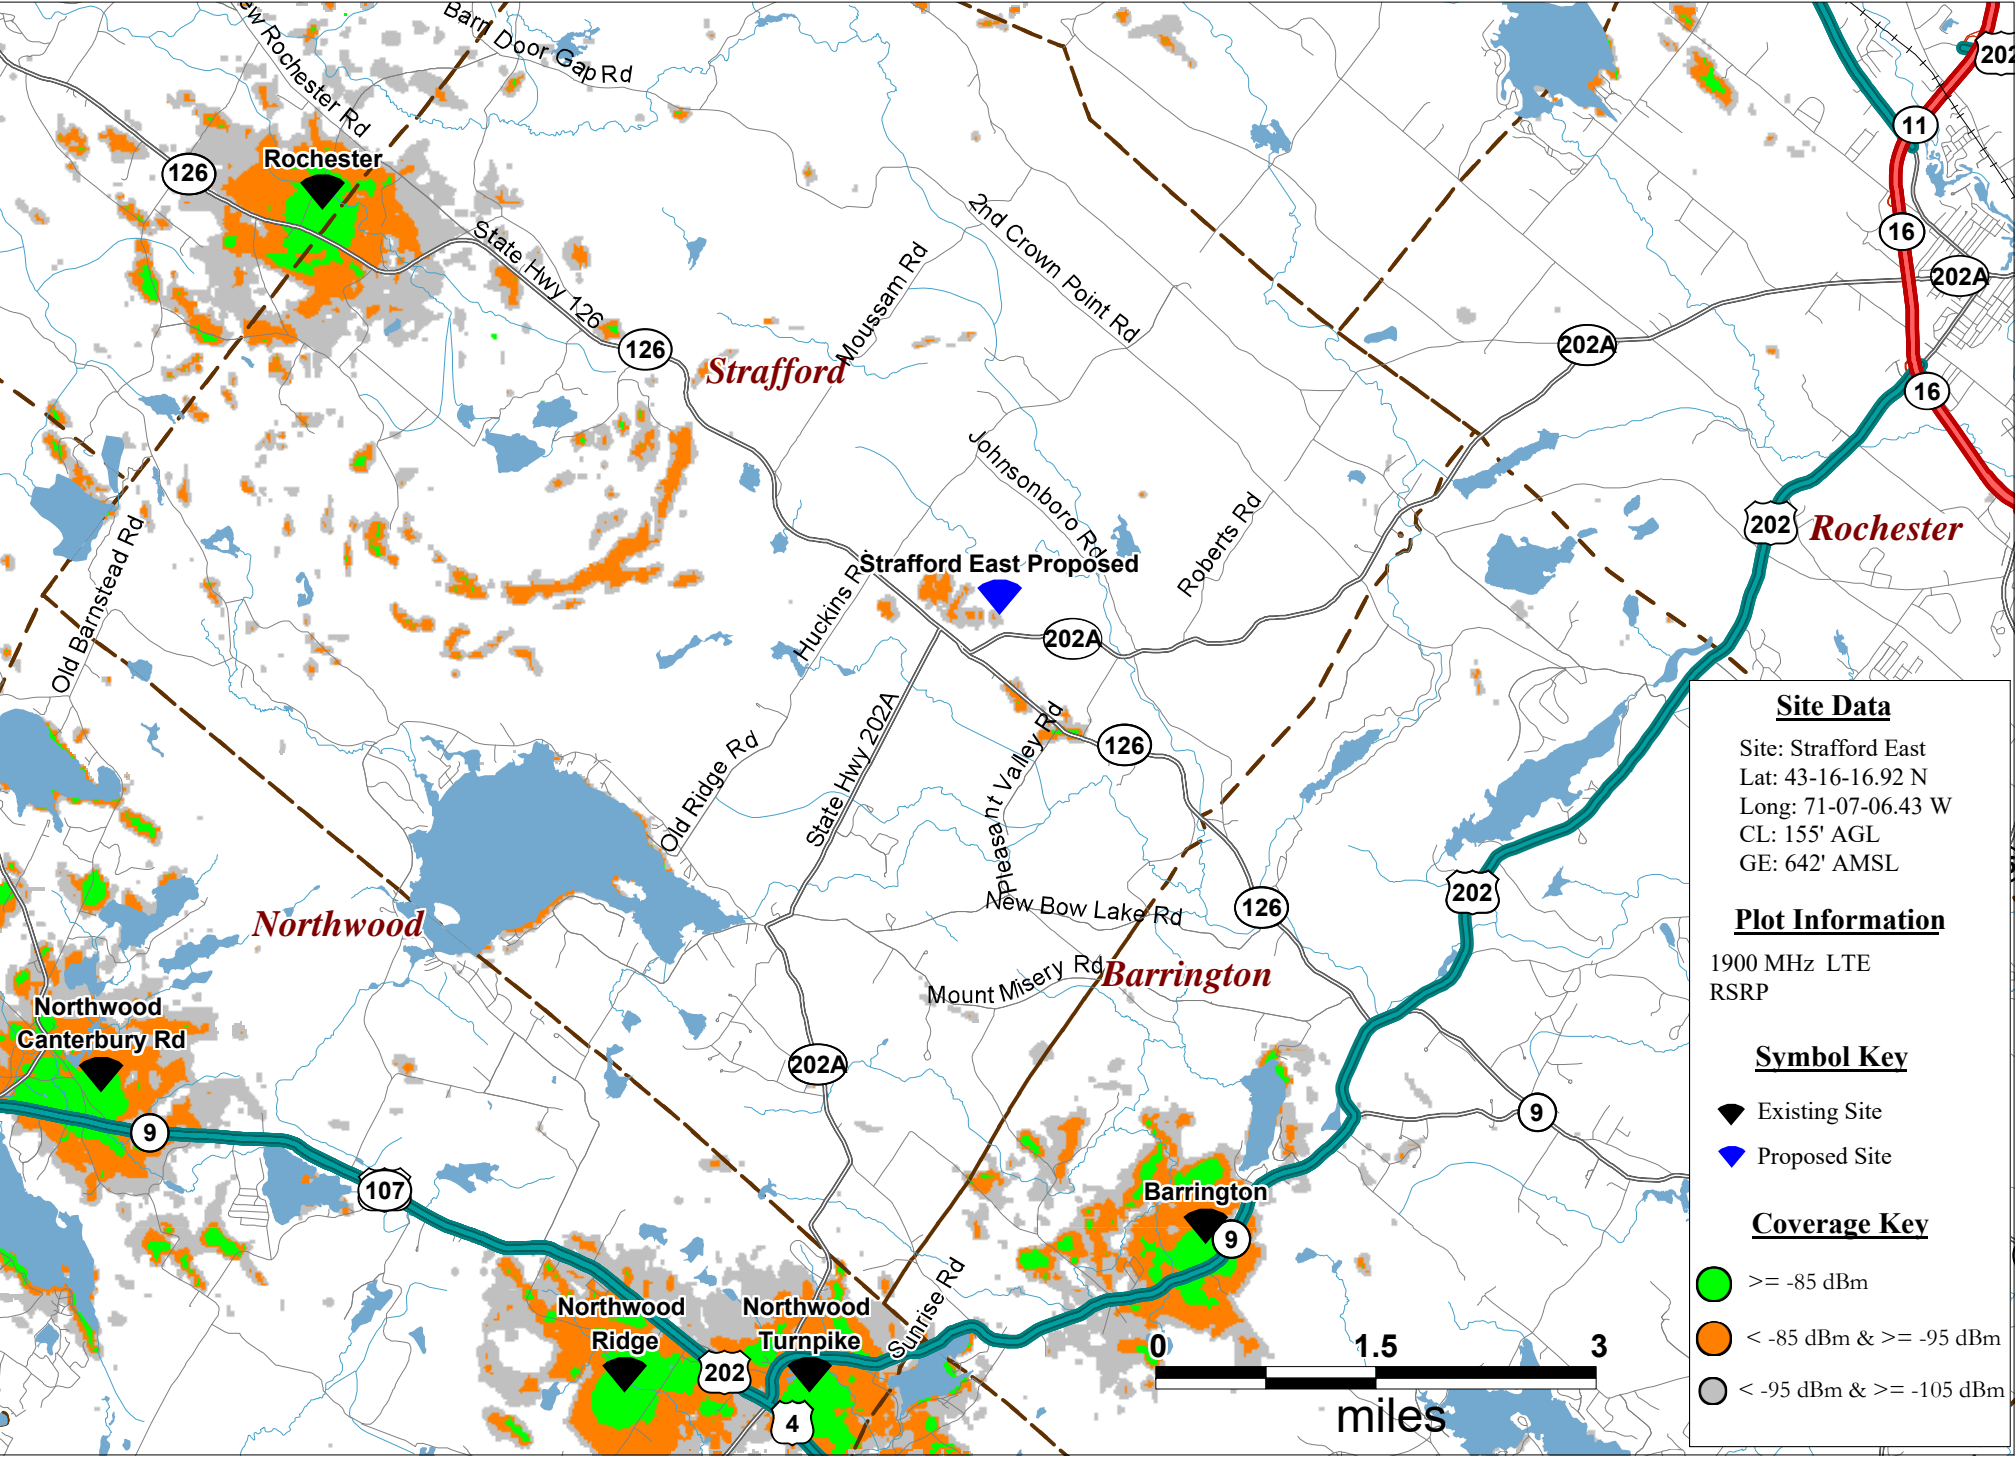 ew Rochester Rd
Barn Door Gap Rd
202
11
Rochester
126
16
State Hwy 126
2nd Crown Point Rd
Moussam Rd
202A
126
Strafford
202A
16
Johnsonboro Rd
Roberts Rd
202
Rochester
Old Barnstead Rd
Strafford East Proposed
Huckins R
202A
Old Ridge Rd
State Hwy 202A
Pleasant Valley Rd
126
202
Northwood
New Bow Lake Rd
126
Mount Misery Rd
Barrington
Northwood
Canterbury Rd
202A
9
9
107
Barrington
9
Sunrise Rd
Northwood
Ridge
Northwood
Turnpike
202
4
0 1.5 3
miles
Site Data
Site: Strafford East
Lat: 43-16-16.92 N
Long: 71-07-06.43 W
CL: 155' AGL
GE: 642' AMSL
Plot Information
1900 MHz LTE
RSRP
Symbol Key
Existing Site
Proposed Site
Coverage Key
>= -85 dBm
< -85 dBm & >= -95 dBm
< -95 dBm & >= -105 dBm